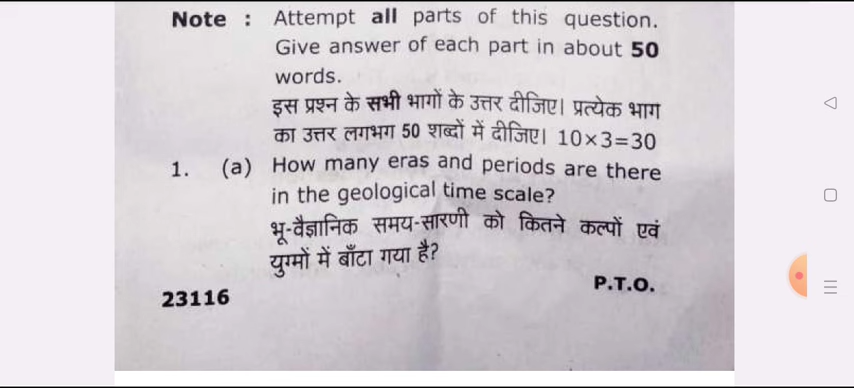 Note : Attempt all parts of this question.
Give answer of each part in about 50
words.
इस प्रश्न के सभी भागों के उत्तर दीजिए। प्रत्येक भाग
का उत्तर लगभग 50 शब्दों में दीजिए। 10×3=30
1. (a) How many eras and periods are there
in the geological time scale?
भू-वैज्ञानिक समय-सारणी को कितने कल्पों एवं
युग्मों में बाँटा गया है?
23116
P.T.O.